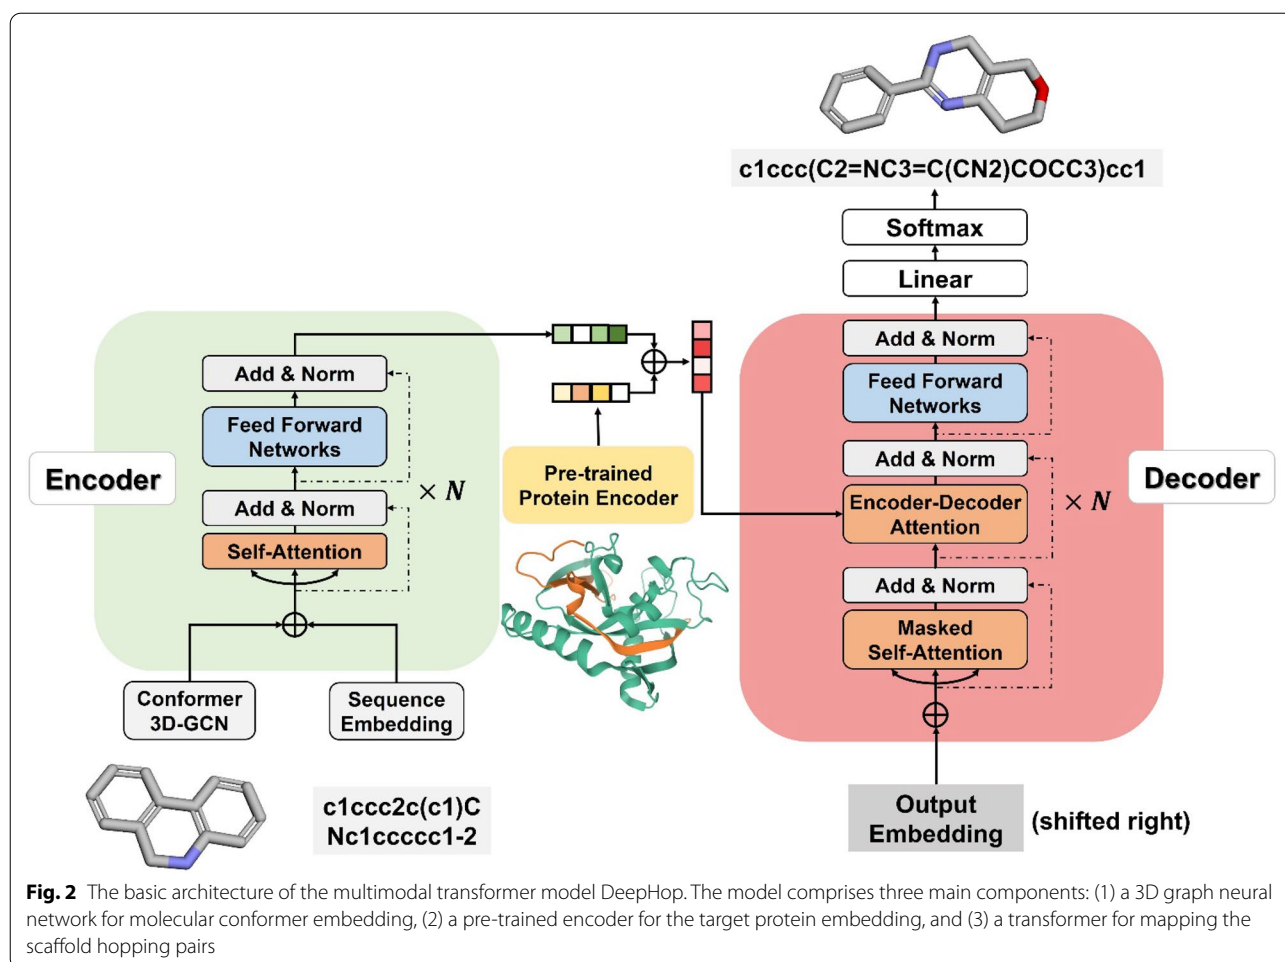 c1ccc(C2=NC3=C(CN2)COCC3)cc1
Softmax
Linear
Add & Norm
Feed Forward
Networks
Add & Norm
Encoder-Decoder
Attention
Add & Norm
Masked
Self-Attention
× N
Decoder
Output
Embedding
(shifted right)
Encoder
Add & Norm
Feed Forward
Networks
Add & Norm
Self-Attention
× N
Conformer
3D-GCN
Sequence
Embedding
c1ccc2c(c1)C
Nc1ccccc1-2
Pre-trained
Protein Encoder
Fig. 2 The basic architecture of the multimodal transformer model DeepHop. The model comprises three main components: (1) a 3D graph neural
network for molecular conformer embedding, (2) a pre-trained encoder for the target protein embedding, and (3) a transformer for mapping the
scaffold hopping pairs